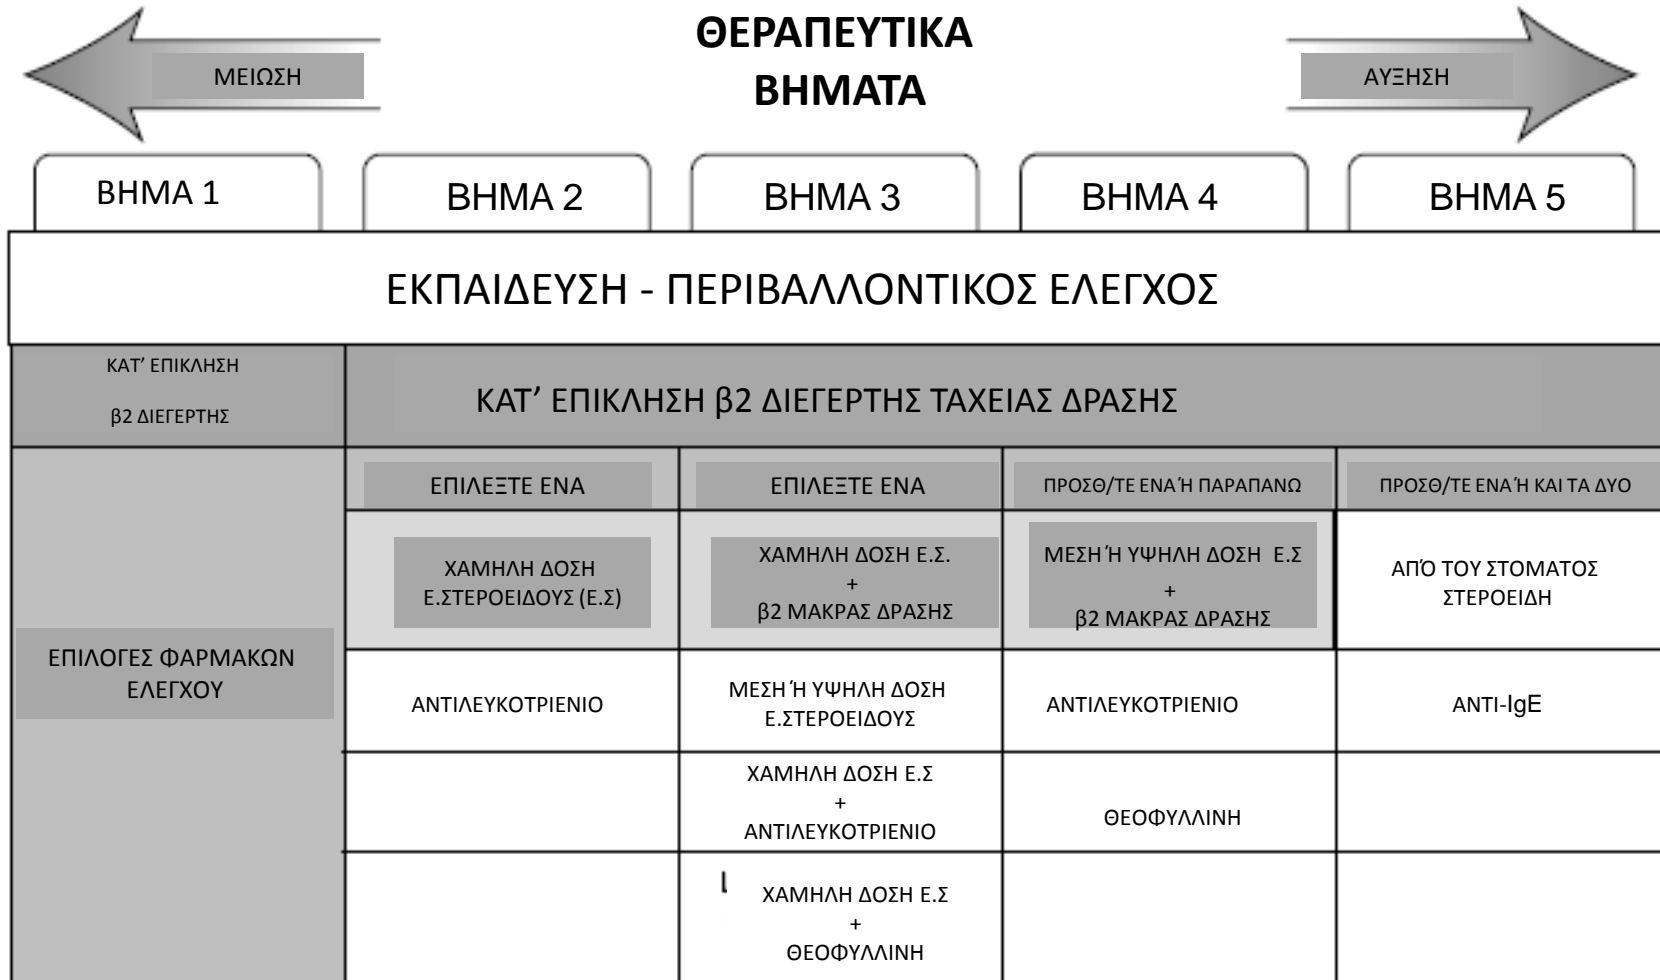 ΘΕΡΑΠΕΥΤΙΚΑ
ΒΗΜΑΤΑ
ΜΕΙΩΣΗ
ΑΥΞΗΣΗ
ΒΗΜΑ 1
ΒΗΜΑ 2
ΒΗΜΑ 3
ΒΗΜΑ 4
ΒΗΜΑ 5
ΕΚΠΑΙΔΕΥΣΗ - ΠΕΡΙΒΑΛΛΟΝΤΙΚΟΣ ΕΛΕΓΧΟΣ
ΚΑΤ’ ΕΠΙΚΛΗΣΗ
β2 ΔΙΕΓΕΡΤΗΣ
ΚΑΤ’ ΕΠΙΚΛΗΣΗ β2 ΔΙΕΓΕΡΤΗΣ ΤΑΧΕΙΑΣ ΔΡΑΣΗΣ
ΕΠΙΛΕΞΤΕ ΕΝΑ
ΕΠΙΛΕΞΤΕ ΕΝΑ
ΠΡΟΣΘ/ΤΕ ΕΝΑ Ή ΠΑΡΑΠΑΝΩ
ΠΡΟΣΘ/ΤΕ ΕΝΑ Ή ΚΑΙ ΤΑ ΔΥΟ
ΕΠΙΛΟΓΕΣ ΦΑΡΜΑΚΩΝ
ΕΛΕΓΧΟΥ
ΧΑΜΗΛΗ ΔΟΣΗ
Ε.ΣΤΕΡΟΕΙΔΟΥΣ (Ε.Σ)
ΧΑΜΗΛΗ ΔΟΣΗ Ε.Σ.
+
β2 ΜΑΚΡΑΣ ΔΡΑΣΗΣ
ΜΕΣΗ Ή ΥΨΗΛΗ ΔΟΣΗ Ε.Σ
+
β2 ΜΑΚΡΑΣ ΔΡΑΣΗΣ
ΑΠΌ ΤΟΥ ΣΤΟΜΑΤΟΣ
ΣΤΕΡΟΕΙΔΗ
ΑΝΤΙΛΕΥΚΟΤΡΙΕΝΙΟ
ΜΕΣΗ Ή ΥΨΗΛΗ ΔΟΣΗ
Ε.ΣΤΕΡΟΕΙΔΟΥΣ
ΑΝΤΙΛΕΥΚΟΤΡΙΕΝΙΟ
ΑΝΤΙ-IgE
ΧΑΜΗΛΗ ΔΟΣΗ Ε.Σ
+
ΑΝΤΙΛΕΥΚΟΤΡΙΕΝΙΟ
ΘΕΟΦΥΛΛΙΝΗ
ΧΑΜΗΛΗ ΔΟΣΗ Ε.Σ
+
ΘΕΟΦΥΛΛΙΝΗ